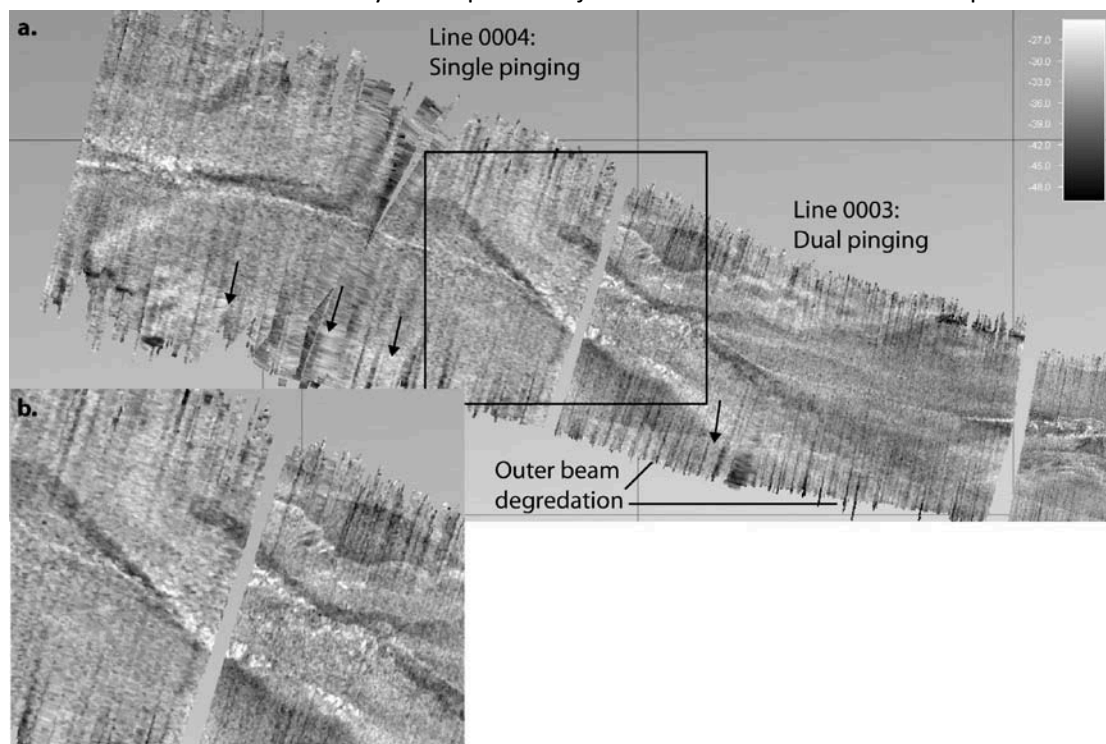 a.
Line 0004:
Single pinging
Line 0003:
Dual pinging
-27.0
-30.0
-33.0
-36.0
-39.0
-42.0
-45.0
-48.0
b.
Outer beam
degredation